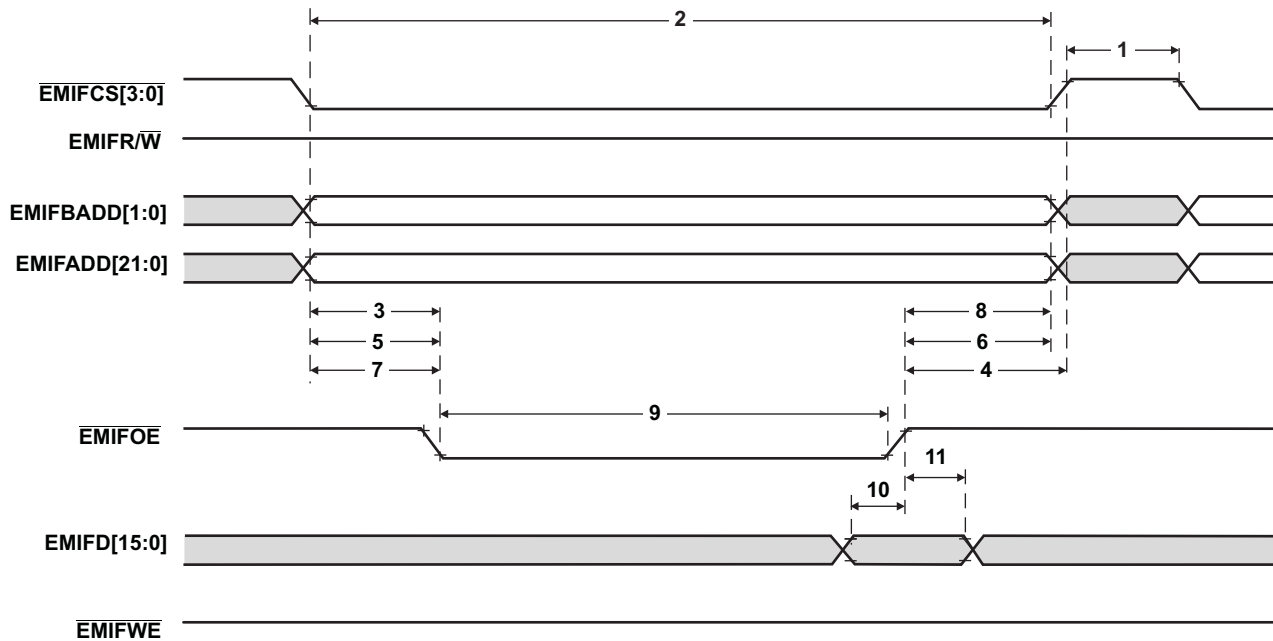 2
1
EMIFCS[3:0]
EMIFR/W
EMIFBADD[1:0]
EMIFADD[21:0]
3
8
5
6
7
4
9
EMIFOE
11
10
EMIFD[15:0]
EMIFWE